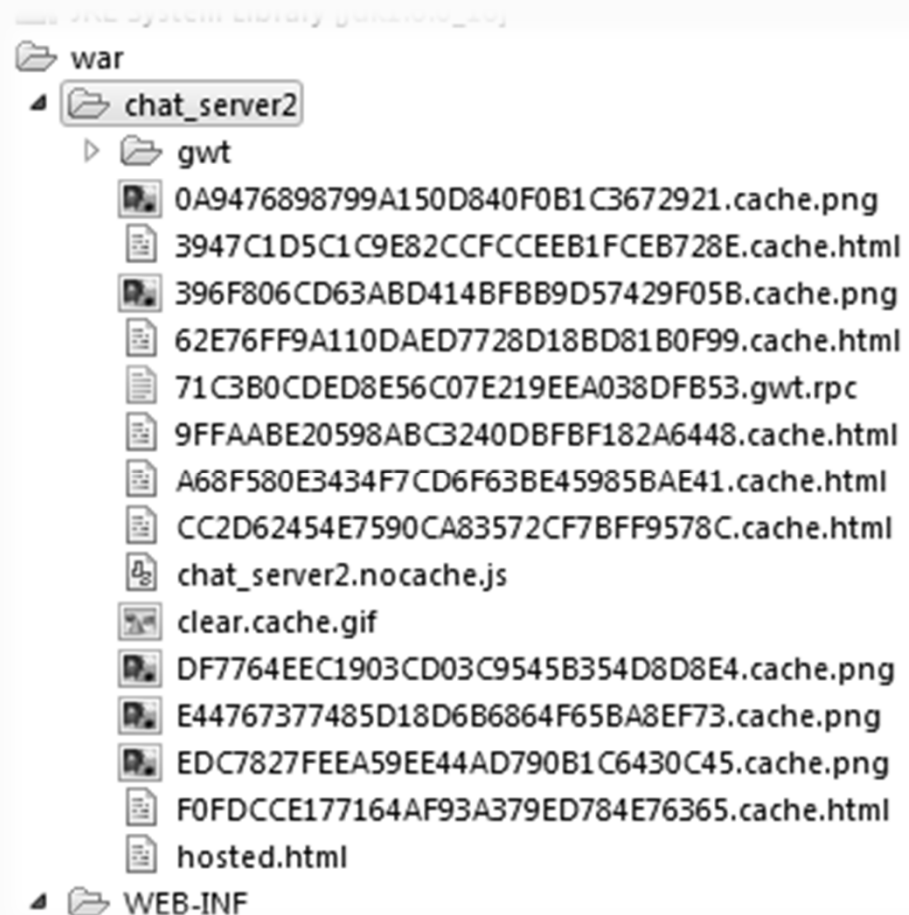 war
chat_server2
gwt
0A9476898799A150D840F0B1C3672921.cache.png
3947C1D5C1C9E82CCFCCEEB1FCEB728E.cache.html
396F806CD63ABD414BFBB9D57429F05B.cache.png
62E76FF9A110DAED7728D18BD81B0F99.cache.html
71C3B0CDED8E56C07E219EEA038DFB53.gwt.rpc
9FFAABE20598ABC3240DBFBF182A6448.cache.html
A68F580E3434F7CD6F63BE45985BAE41.cache.html
CC2D62454E7590CA83572CF7BFF9578C.cache.html
chat_server2.nocache.js
clear.cache.gif
DF7764EEC1903CD03C9545B354D8D8E4.cache.png
E44767377485D18D6B6864F65BA8EF73.cache.png
EDC7827FEEA59EE44AD790B1C6430C45.cache.png
F0FDCCE177164AF93A379ED784E76365.cache.html
hosted.html
WEB-INF